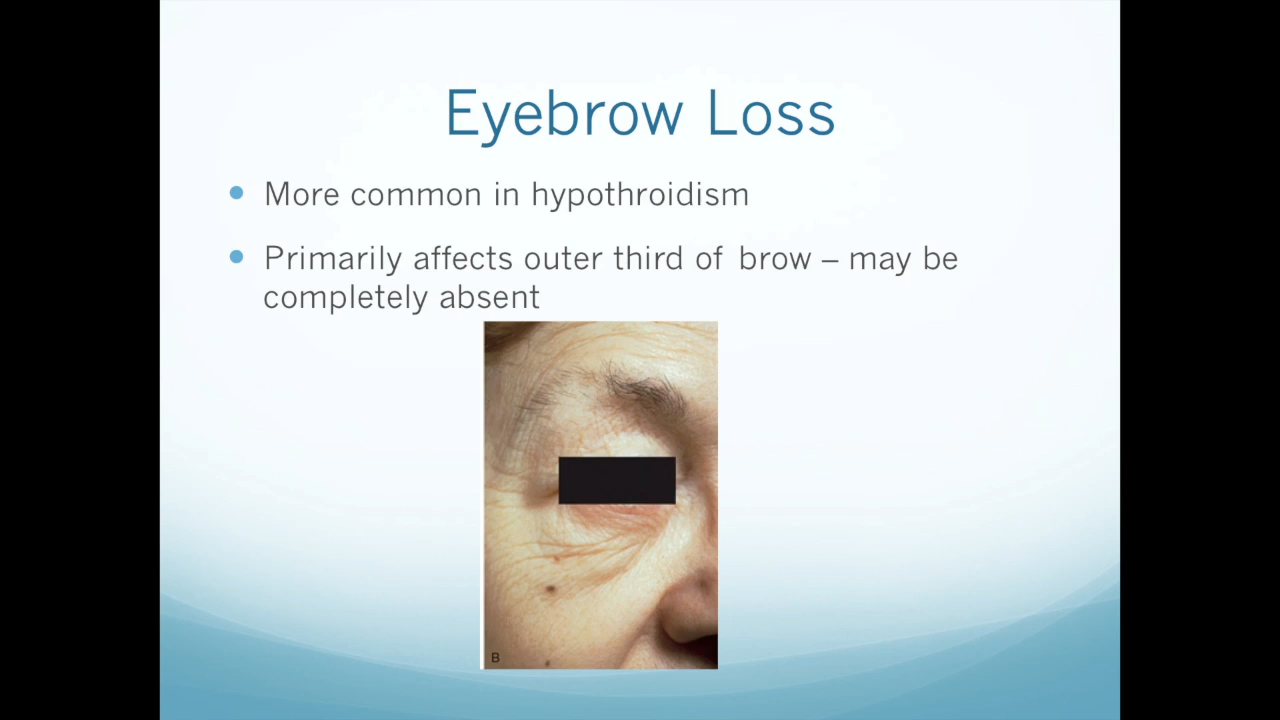 Eyebrow Loss
• More common in hypothroidism
• Primarily affects outer third of brow – may be
completely absent
B